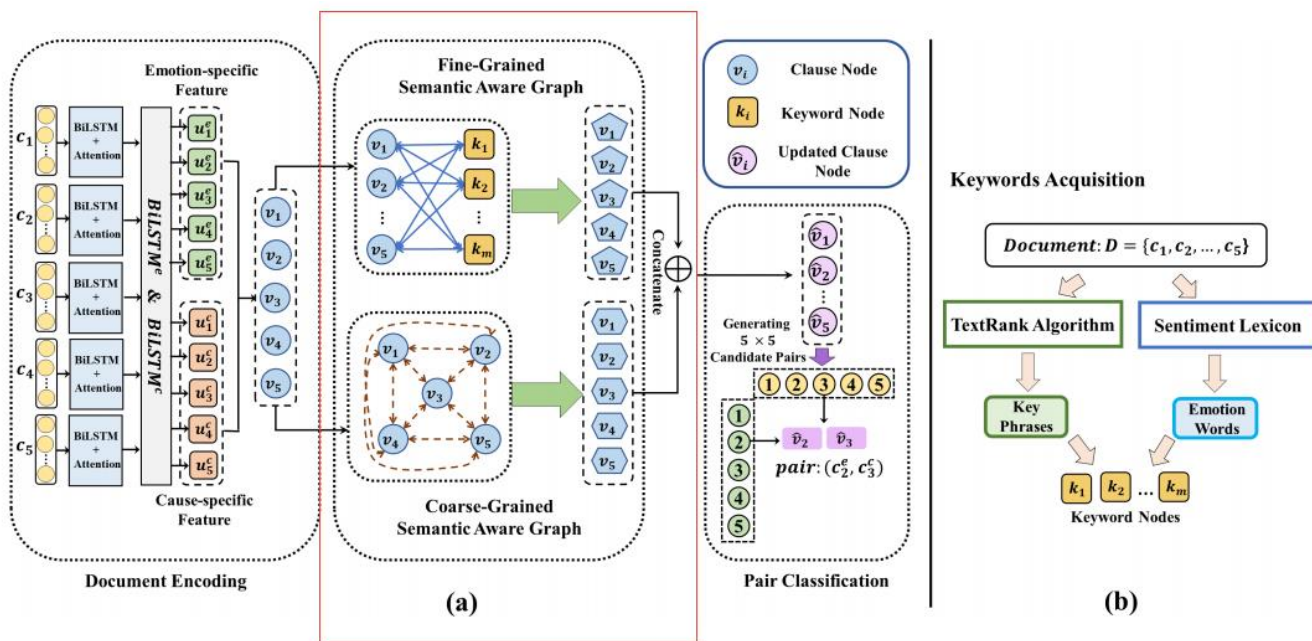 Emotion-specific
Feature
c₁
BiLSTM
+
Attention
c₂
BiLSTM
+
Attention
c₃
BiLSTM
+
Attention
c₄
BiLSTM
+
Attention
c₅
BiLSTM
+
Attention
BiLSTMᵉ & BiLSTMᶜ
u₁ᵉ
u₂ᵉ
u₃ᵉ
u₄ᵉ
u₅ᵉ
u₁ᶜ
u₂ᶜ
u₃ᶜ
u₄ᶜ
u₅ᶜ
Cause-specific
Feature
v₁
v₂
v₃
v₄
v₅
Document Encoding
Fine-Grained
Semantic Aware Graph
v₁ k₁
v₂ k₂
⋮ ⋮
v₅ kₘ
v₁
v₂
v₃
v₄
v₅
v₁ v₂
v₃
v₄ v₅
v₁
v₂
v₃
v₄
v₅
Coarse-Grained
Semantic Aware Graph
Concatenate
(a)
vᵢ Clause Node
kᵢ Keyword Node
v̂ᵢ Updated Clause
Node
v̂₁
v̂₂
⋮
v̂₅
Generating
5 × 5
Candidate Pairs
1 2 3 4 5
1
2
3
4
5
v̂₂ v̂₃
pair: (c₂ᵉ, c₃ᶜ)
Pair Classification
Keywords Acquisition
Document: D = {c₁, c₂, ..., c₅}
TextRank Algorithm
Sentiment Lexicon
Key
Phrases
Emotion
Words
k₁ k₂ ... kₘ
Keyword Nodes
(b)